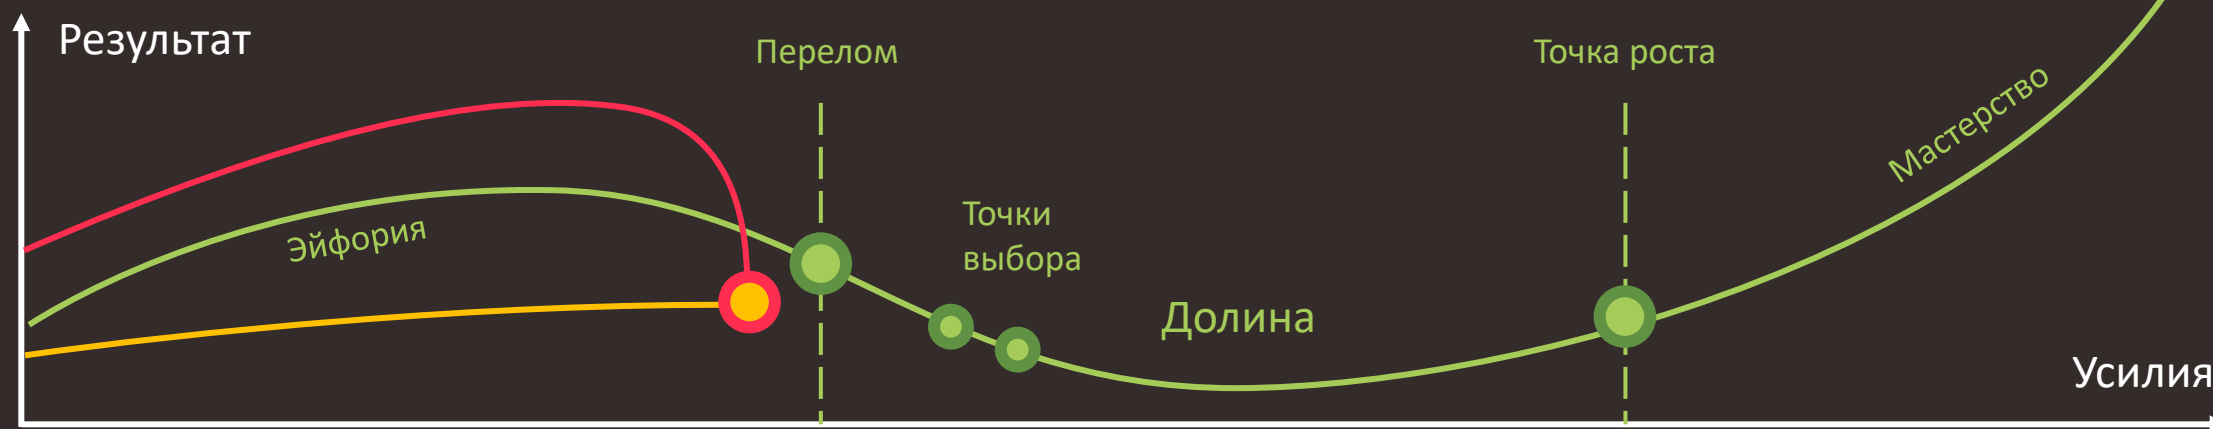 Результат
Перелом
Точка роста
Мастерство
Эйфория
Точки
выбора
Долина
Усилия